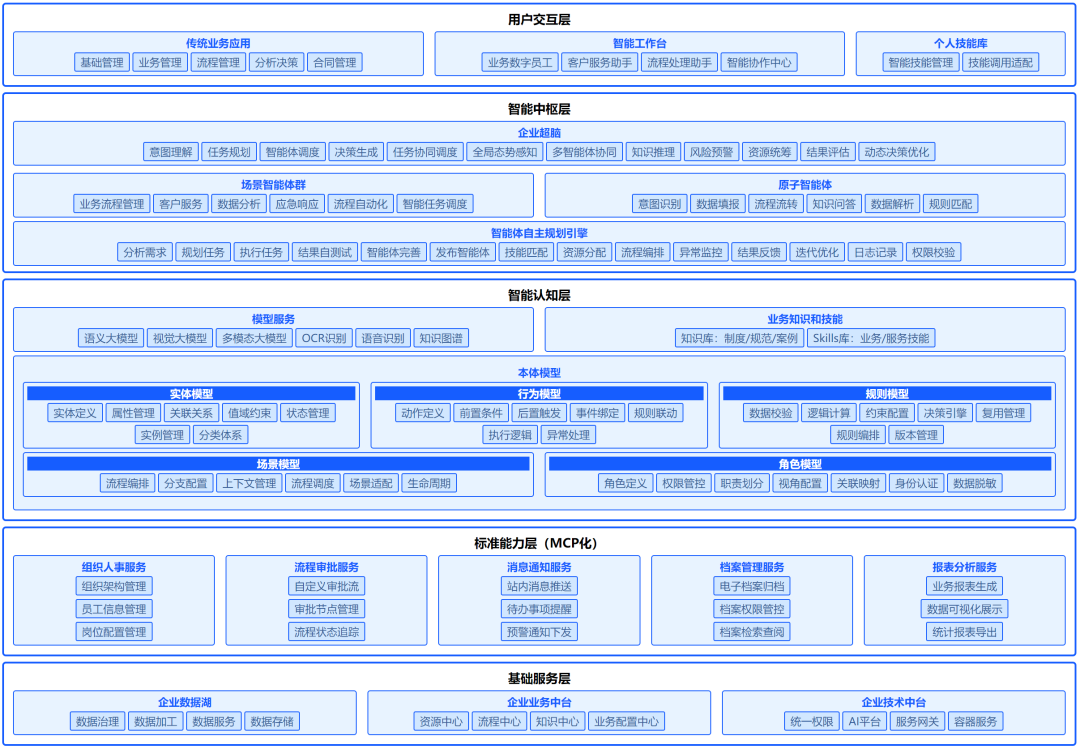 用户交互层
传统业务应用
基础管理 业务管理 流程管理 分析决策 合同管理
智能工作台
业务数字员工 客户服务助手 流程处理助手 智能协作中心
个人技能库
智能技能管理 技能调用适配
智能中枢层
企业超脑
意图理解 任务规划 智能体调度 决策生成 任务协同调度 全局态势感知 多智能体协同 知识推理 风险预警 资源统筹 结果评估 动态决策优化
场景智能体群
业务流程管理 客户服务 数据分析 应急响应 流程自动化 智能任务调度
原子智能体
意图识别 数据填报 流程流转 知识问答 数据解析 规则匹配
智能体自主规划引擎
分析需求 规划任务 执行任务 结果自测试 智能体完善 发布智能体 技能匹配 资源分配 流程编排 异常监控 结果反馈 迭代优化 日志记录 权限校验
智能认知层
模型服务
语义大模型 视觉大模型 多模态大模型 OCR识别 语音识别 知识图谱
业务知识和技能
知识库：制度/规范/案例 Skills库：业务/服务技能
本体模型
实体模型
实体定义 属性管理 关联关系 值域约束 状态管理
实例管理 分类体系
行为模型
动作定义 前置条件 后置触发 事件绑定 规则联动
执行逻辑 异常处理
规则模型
数据校验 逻辑计算 约束配置 决策引擎 复用管理
规则编排 版本管理
场景模型
流程编排 分支配置 上下文管理 流程调度 场景适配 生命周期
角色模型
角色定义 权限管控 职责划分 视角配置 关联映射 身份认证 数据脱敏
标准能力层（MCP化）
组织人事服务
组织架构管理
员工信息管理
岗位配置管理
流程审批服务
自定义审批流
审批节点管理
流程状态追踪
消息通知服务
站内消息推送
待办事项提醒
预警通知下发
档案管理服务
电子档案归档
档案权限管控
档案检索查阅
报表分析服务
业务报表生成
数据可视化展示
统计报表导出
基础服务层
企业数据湖
数据治理 数据加工 数据服务 数据存储
企业业务中台
资源中心 流程中心 知识中心 业务配置中心
企业技术中台
统一权限 AI平台 服务网关 容器服务